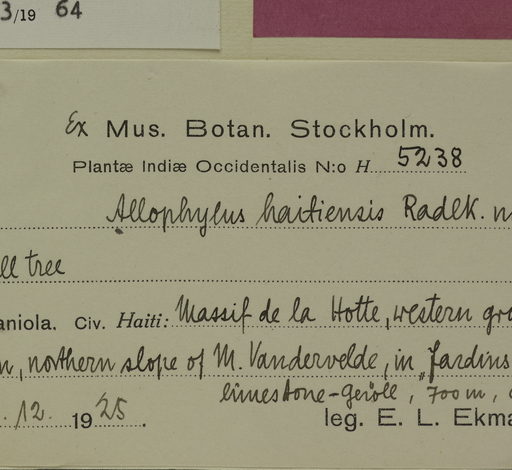 3/19 64
Ex Mus. Botan. Stockholm.
Plantæ Indiæ Occidentalis N:o H 5238
Allophylus haitiensis Radlk. n
ll tree
aniola. Civ. Haiti: Massif de la Hotte, western gr
n, northern slope of M. Vandervelde, in „Jardins
limestone-geröll, 700 m,
.12. 1925.
leg. E. L. Ekma